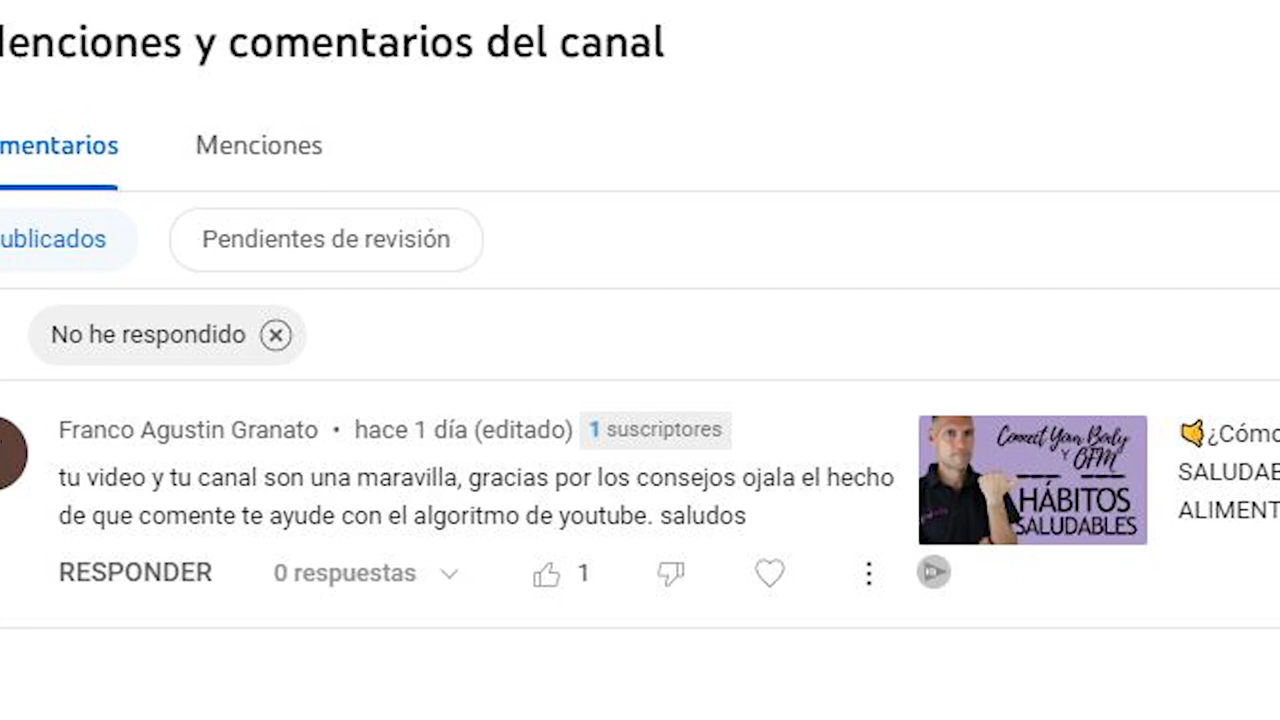 enciones y comentarios del canal
mentarios Menciones
ublicados Pendientes de revisión
No he respondido
Franco Agustin Granato • hace 1 día (editado) 1 suscriptores
tu video y tu canal son una maravilla, gracias por los consejos ojala el hecho
de que comente te ayude con el algoritmo de youtube. saludos
RESPONDER 0 respuestas 1
Connect Your Body
Y OFM
HÁBITOS
SALUDABLES
¿Cómo
SALUDAB
ALIMENT